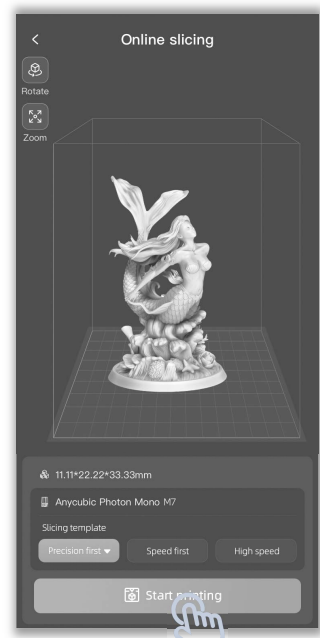 Online slicing
Rotate
Zoom
11.11*22.22*33.33mm
Anycubic Photon Mono M7
Slicing template
Precision first
Speed first
High speed
Start printing